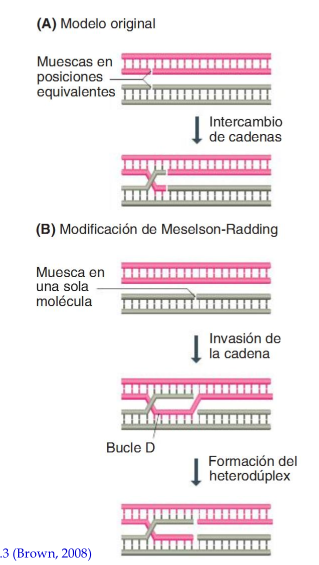 (A) Modelo original
Muescas en
posiciones
equivalentes
Intercambio
de cadenas
(B) Modificación de Meselson-Radding
Muesca en
una sola
molécula
Invasión de
la cadena
Bucle D
Formación del
heterodúplex
.3 (Brown, 2008)